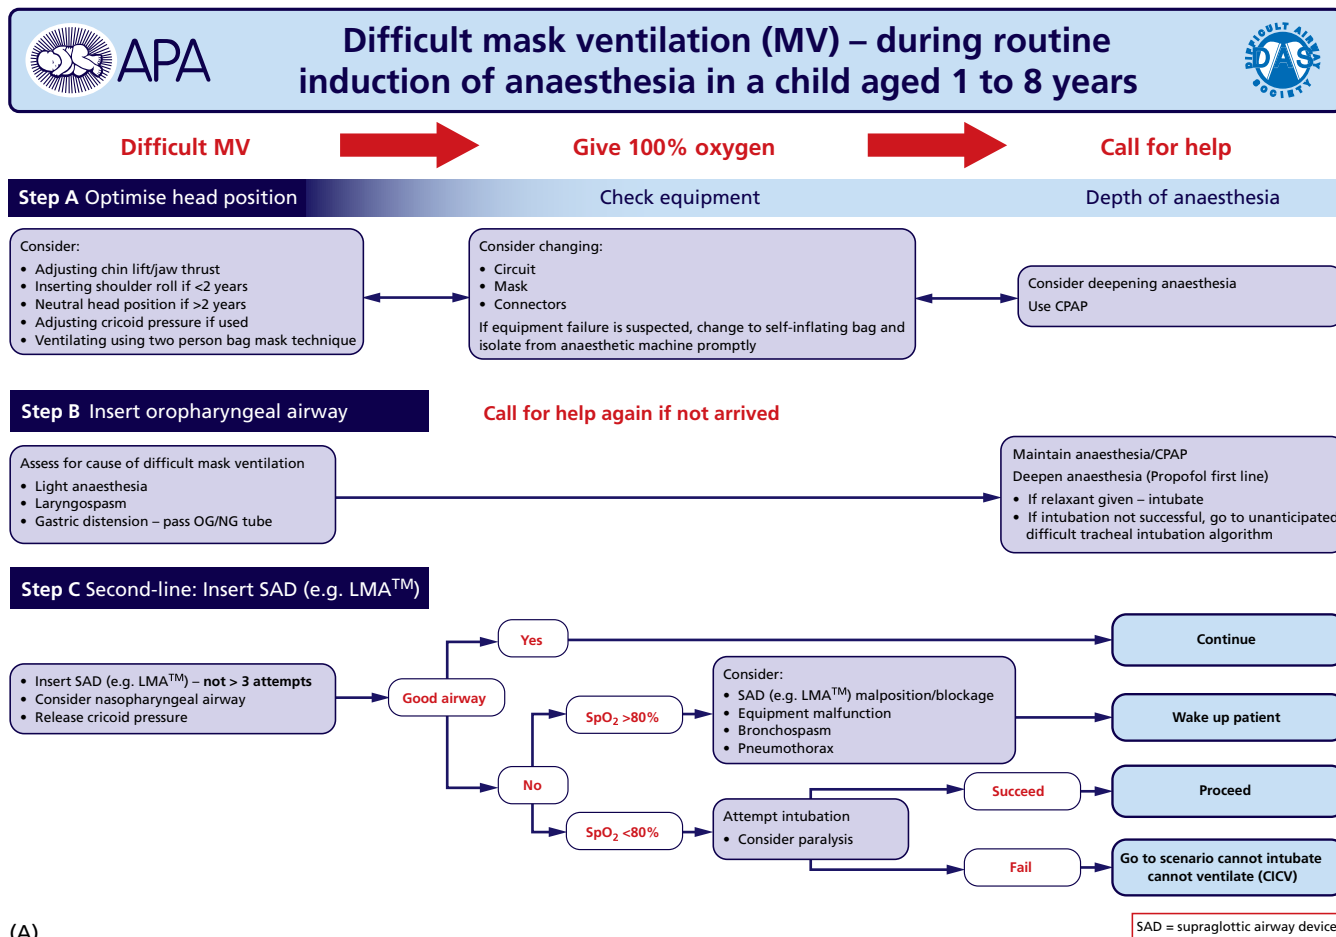 APA
Difficult mask ventilation (MV) – during routine
induction of anaesthesia in a child aged 1 to 8 years
DIFFICULT AIRWAY
DAS
SOCIETY
Difficult MV
Give 100% oxygen
Call for help
Step A Optimise head position
Check equipment
Depth of anaesthesia
Consider:
• Adjusting chin lift/jaw thrust
• Inserting shoulder roll if <2 years
• Neutral head position if >2 years
• Adjusting cricoid pressure if used
• Ventilating using two person bag mask technique
Consider changing:
• Circuit
• Mask
• Connectors
If equipment failure is suspected, change to self-inflating bag and
isolate from anaesthetic machine promptly
Consider deepening anaesthesia
Use CPAP
Step B Insert oropharyngeal airway
Call for help again if not arrived
Assess for cause of difficult mask ventilation
• Light anaesthesia
• Laryngospasm
• Gastric distension – pass OG/NG tube
Maintain anaesthesia/CPAP
Deepen anaesthesia (Propofol first line)
• If relaxant given – intubate
• If intubation not successful, go to unanticipated
difficult tracheal intubation algorithm
Step C Second-line: Insert SAD (e.g. LMA™)
• Insert SAD (e.g. LMA™) – not > 3 attempts
• Consider nasopharyngeal airway
• Release cricoid pressure
Good airway
Yes
Continue
No
SpO₂ >80%
Consider:
• SAD (e.g. LMA™) malposition/blockage
• Equipment malfunction
• Bronchospasm
• Pneumothorax
Wake up patient
SpO₂ <80%
Attempt intubation
• Consider paralysis
Succeed
Proceed
Fail
Go to scenario cannot intubate
cannot ventilate (CICV)
(A)
SAD = supraglottic airway device